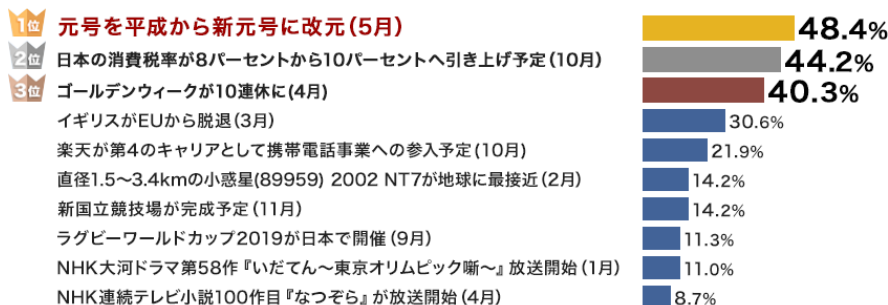 1位 元号を平成から新元号に改元(5月) 48.4%
2位 日本の消費税率が8パーセントから10パーセントへ引き上げ予定(10月) 44.2%
3位 ゴールデンウィークが10連休に(4月) 40.3%
イギリスがEUから脱退(3月) 30.6%
楽天が第4のキャリアとして携帯電話事業への参入予定(10月) 21.9%
直径1.5〜3.4kmの小惑星(89959) 2002 NT7が地球に最接近(2月) 14.2%
新国立競技場が完成予定(11月) 14.2%
ラグビーワールドカップ2019が日本で開催(9月) 11.3%
NHK大河ドラマ第58作『いだてん〜東京オリムピック噺〜』放送開始(1月) 11.0%
NHK連続テレビ小説100作目『なつぞら』が放送開始(4月) 8.7%